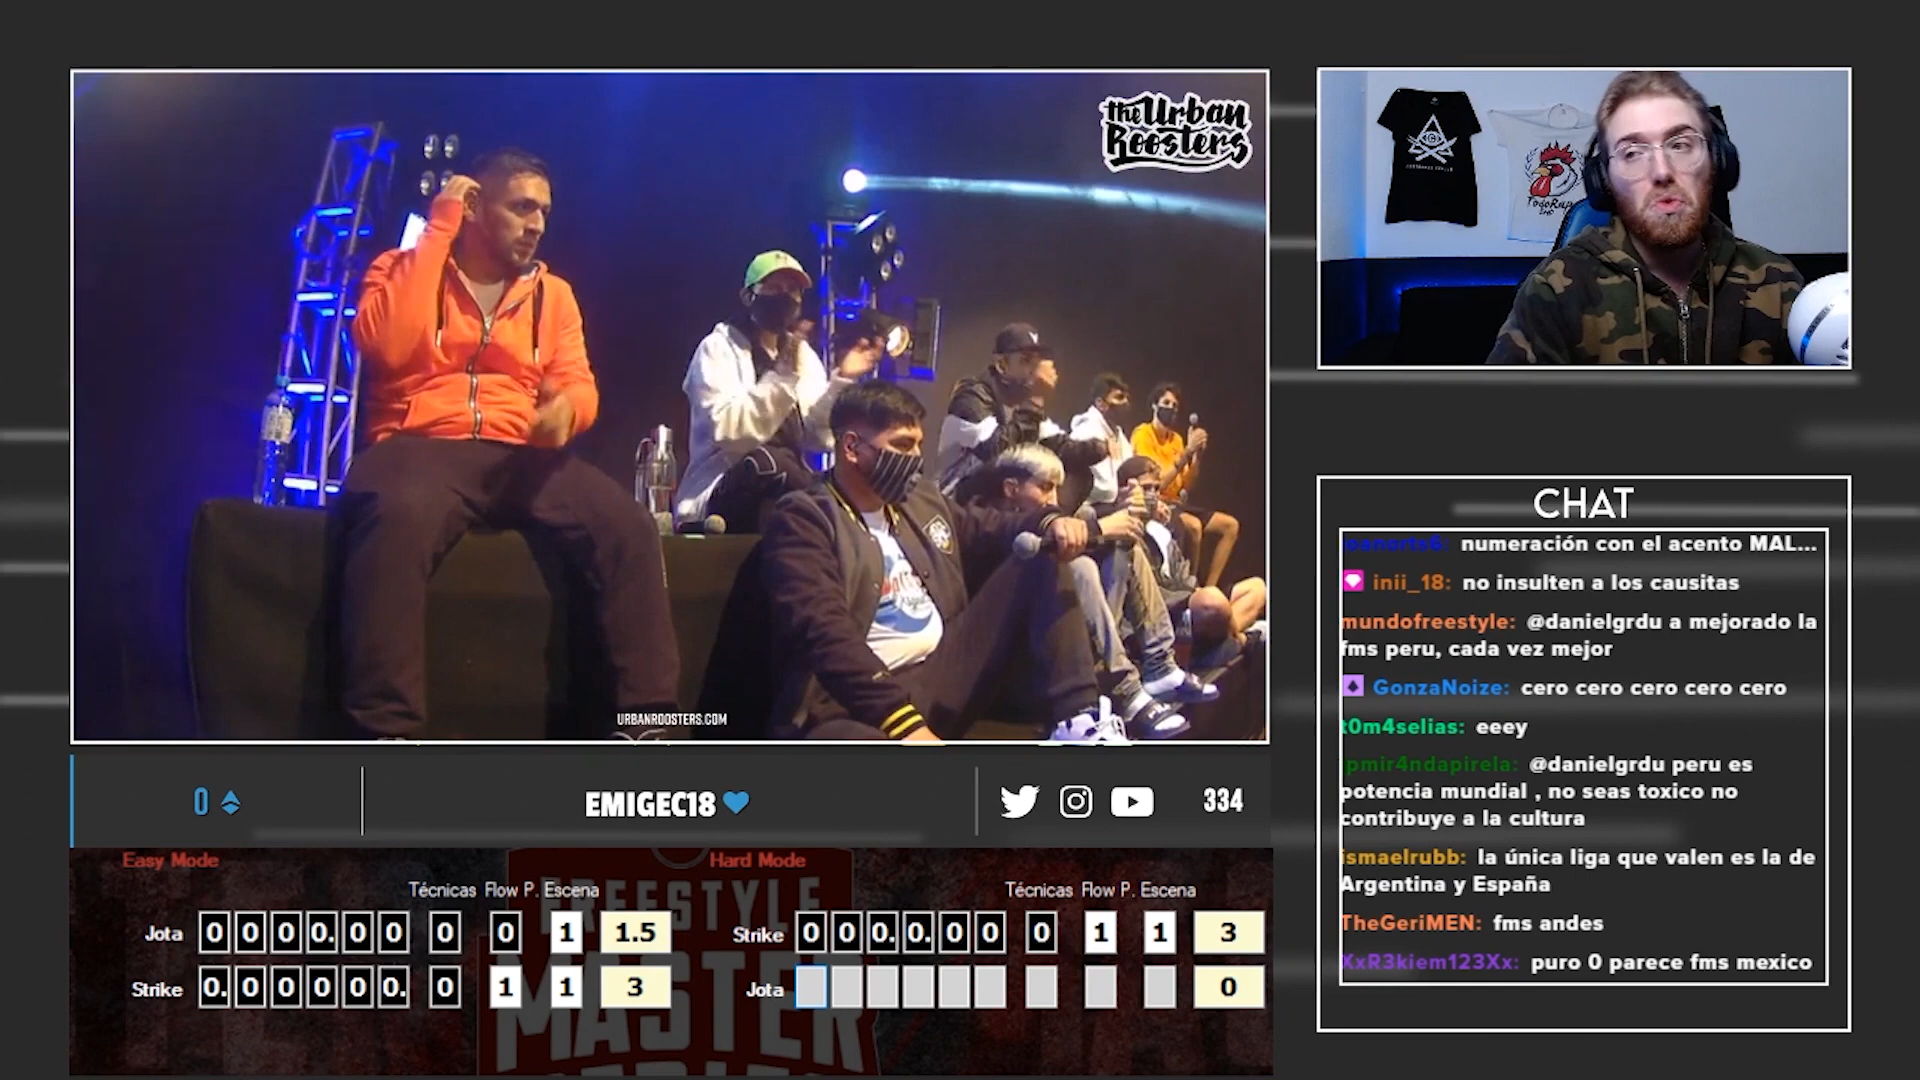 the Urban
Roosters
URBANROOSTERS.COM
TodoRap
CHAT
numeración con el acento MAL...
inii_18: no insulten a los causitas
mundofreestyle: @danielgrdu a mejorado la
fms peru, cada vez mejor
GonzaNoize: cero cero cero cero cero
t0m4selias: eeey
pmir4ndapirela: @danielgrdu peru es
potencia mundial , no seas toxico no
contribuye a la cultura
ismaelrubb: la única liga que valen es la de
Argentina y España
TheGeriMEN: fms andes
XxR3kiem123Xx: puro 0 parece fms mexico
0
EMIGEC18
334
Easy Mode
Técnicas Flow P. Escena
Jota 0 0 0 0. 0 0 0 0 1 1.5
Strike 0. 0 0 0 0 0. 0 1 1 3
Hard Mode
Técnicas Flow P. Escena
Strike 0 0 0. 0. 0 0 0 1 1 3
Jota 0
FREESTYLE
MASTER